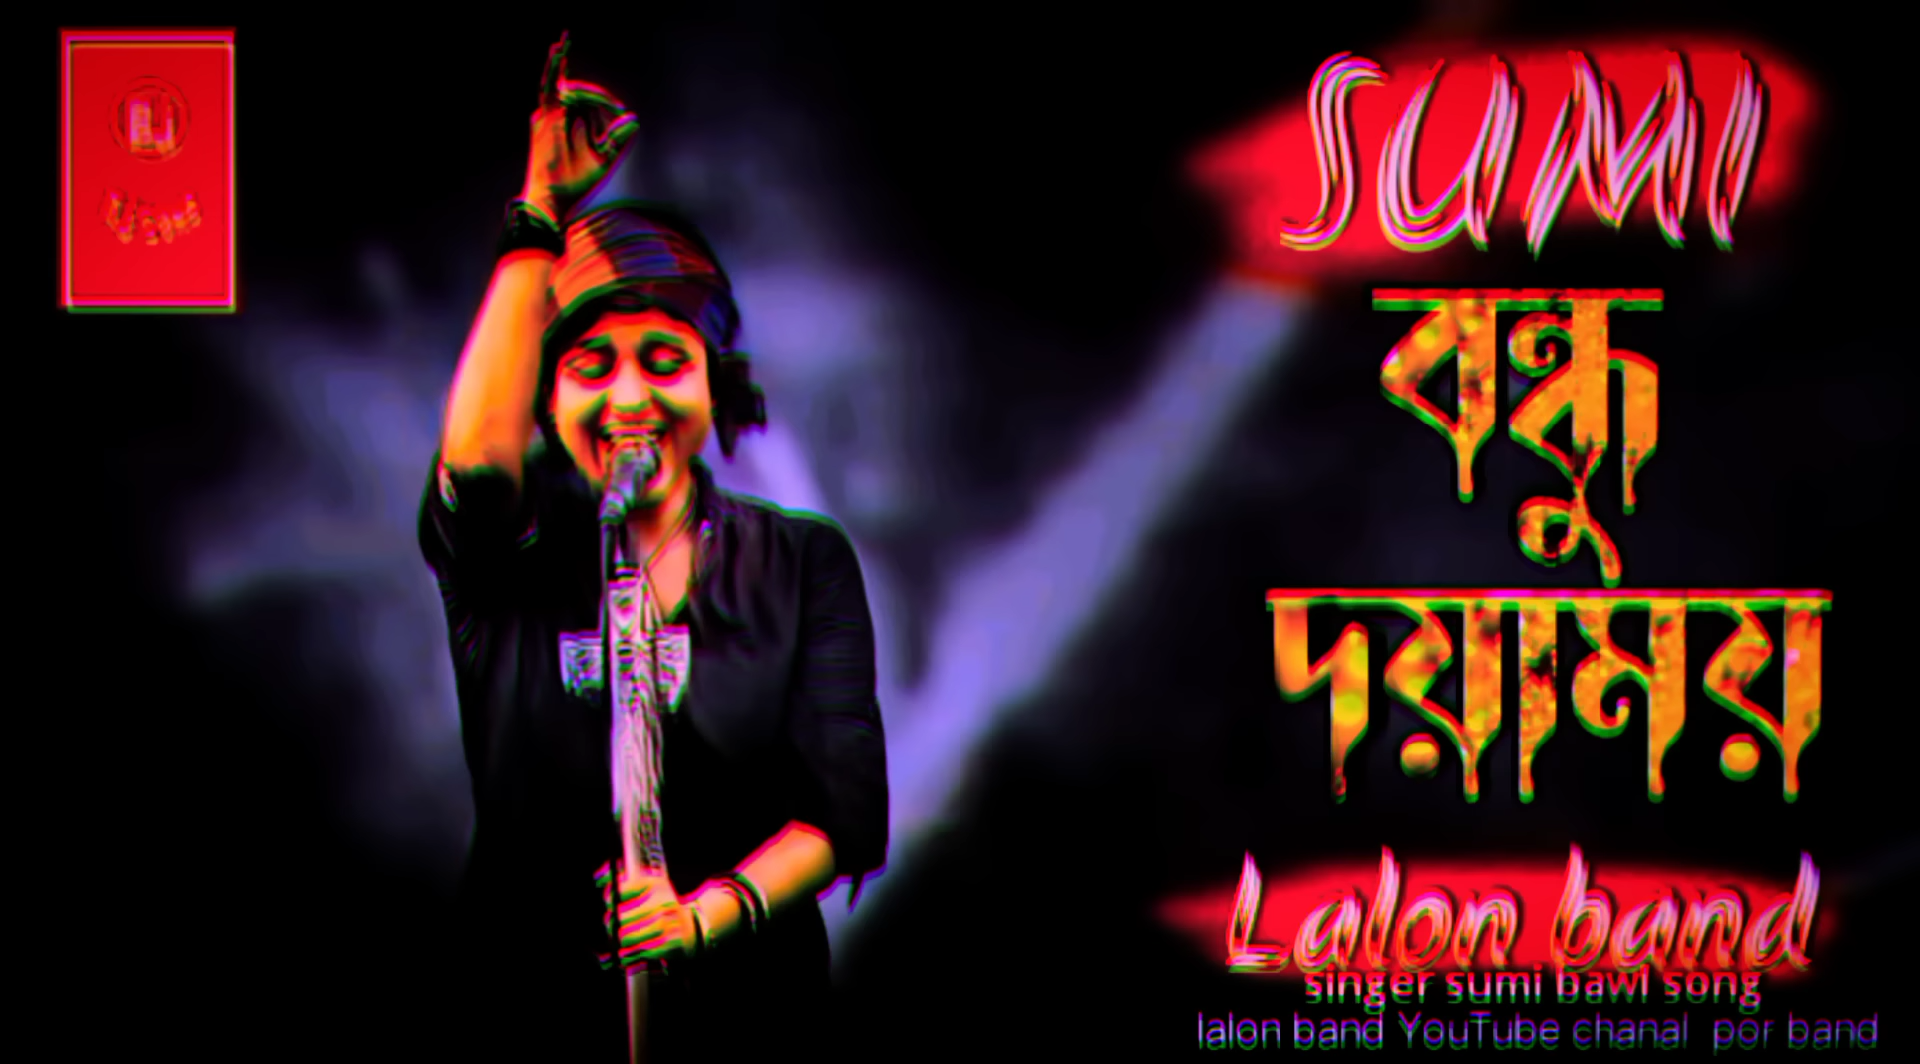 SUMI
বন্ধু
দয়াময়
Lalon band
singer sumi bawl song
lalon band YouTube chanal por band